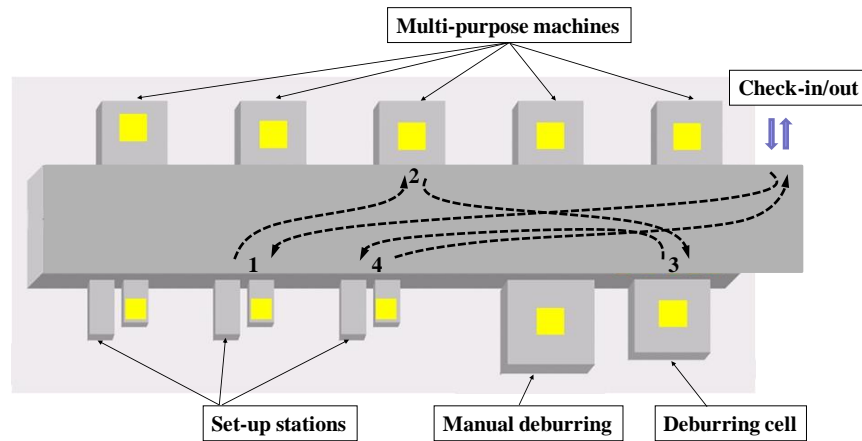 Multi-purpose machines
Check-in/out
2
1
4
3
Set-up stations
Manual deburring
Deburring cell